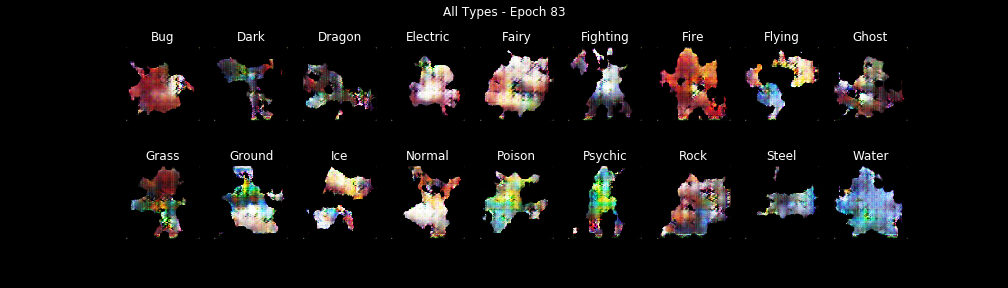 All Types - Epoch 83
Bug Dark Dragon Electric Fairy Fighting Fire Flying Ghost
Grass Ground Ice Normal Poison Psychic Rock Steel Water